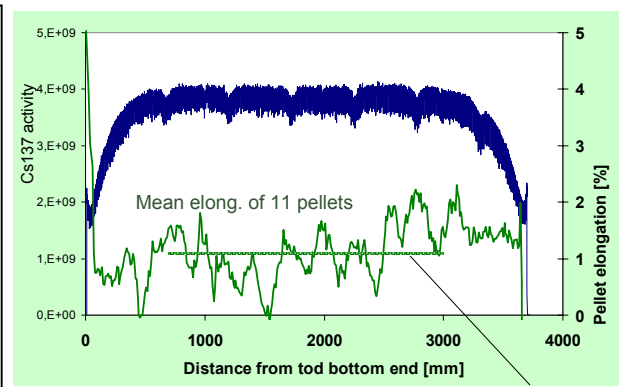 Cs137 activity
5,E+09
4,E+09
3,E+09
2,E+09
1,E+09
0,E+00
Mean elong. of 11 pellets
5
4
3
2
1
0
Pellet elongation [%]
0
1000
2000
3000
4000
Distance from tod bottom end [mm]